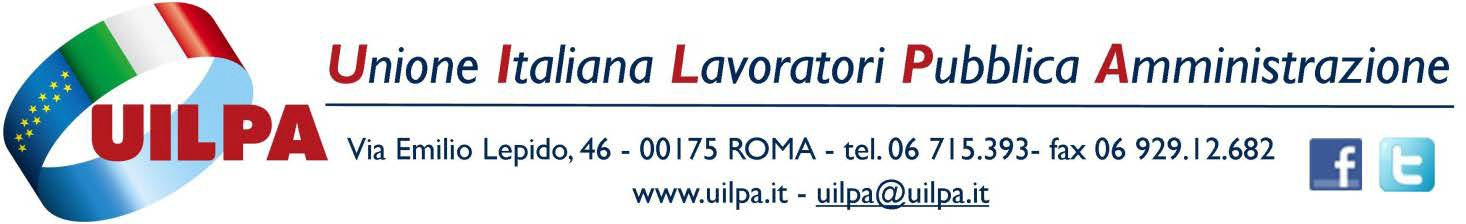 UILPA
Unione Italiana Lavoratori Pubblica Amministrazione
Via Emilio Lepido, 46 - 00175 ROMA - tel. 06 715.393- fax 06 929.12.682
www.uilpa.it - uilpa@uilpa.it
f t